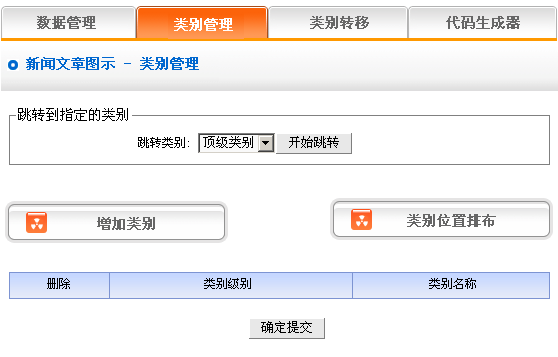 数据管理 类别管理 类别转移 代码生成器
新闻文章图示 - 类别管理
跳转到指定的类别
跳转类别: 顶级类别 开始跳转
增加类别 类别位置排布
删除 类别级别 类别名称
确定提交